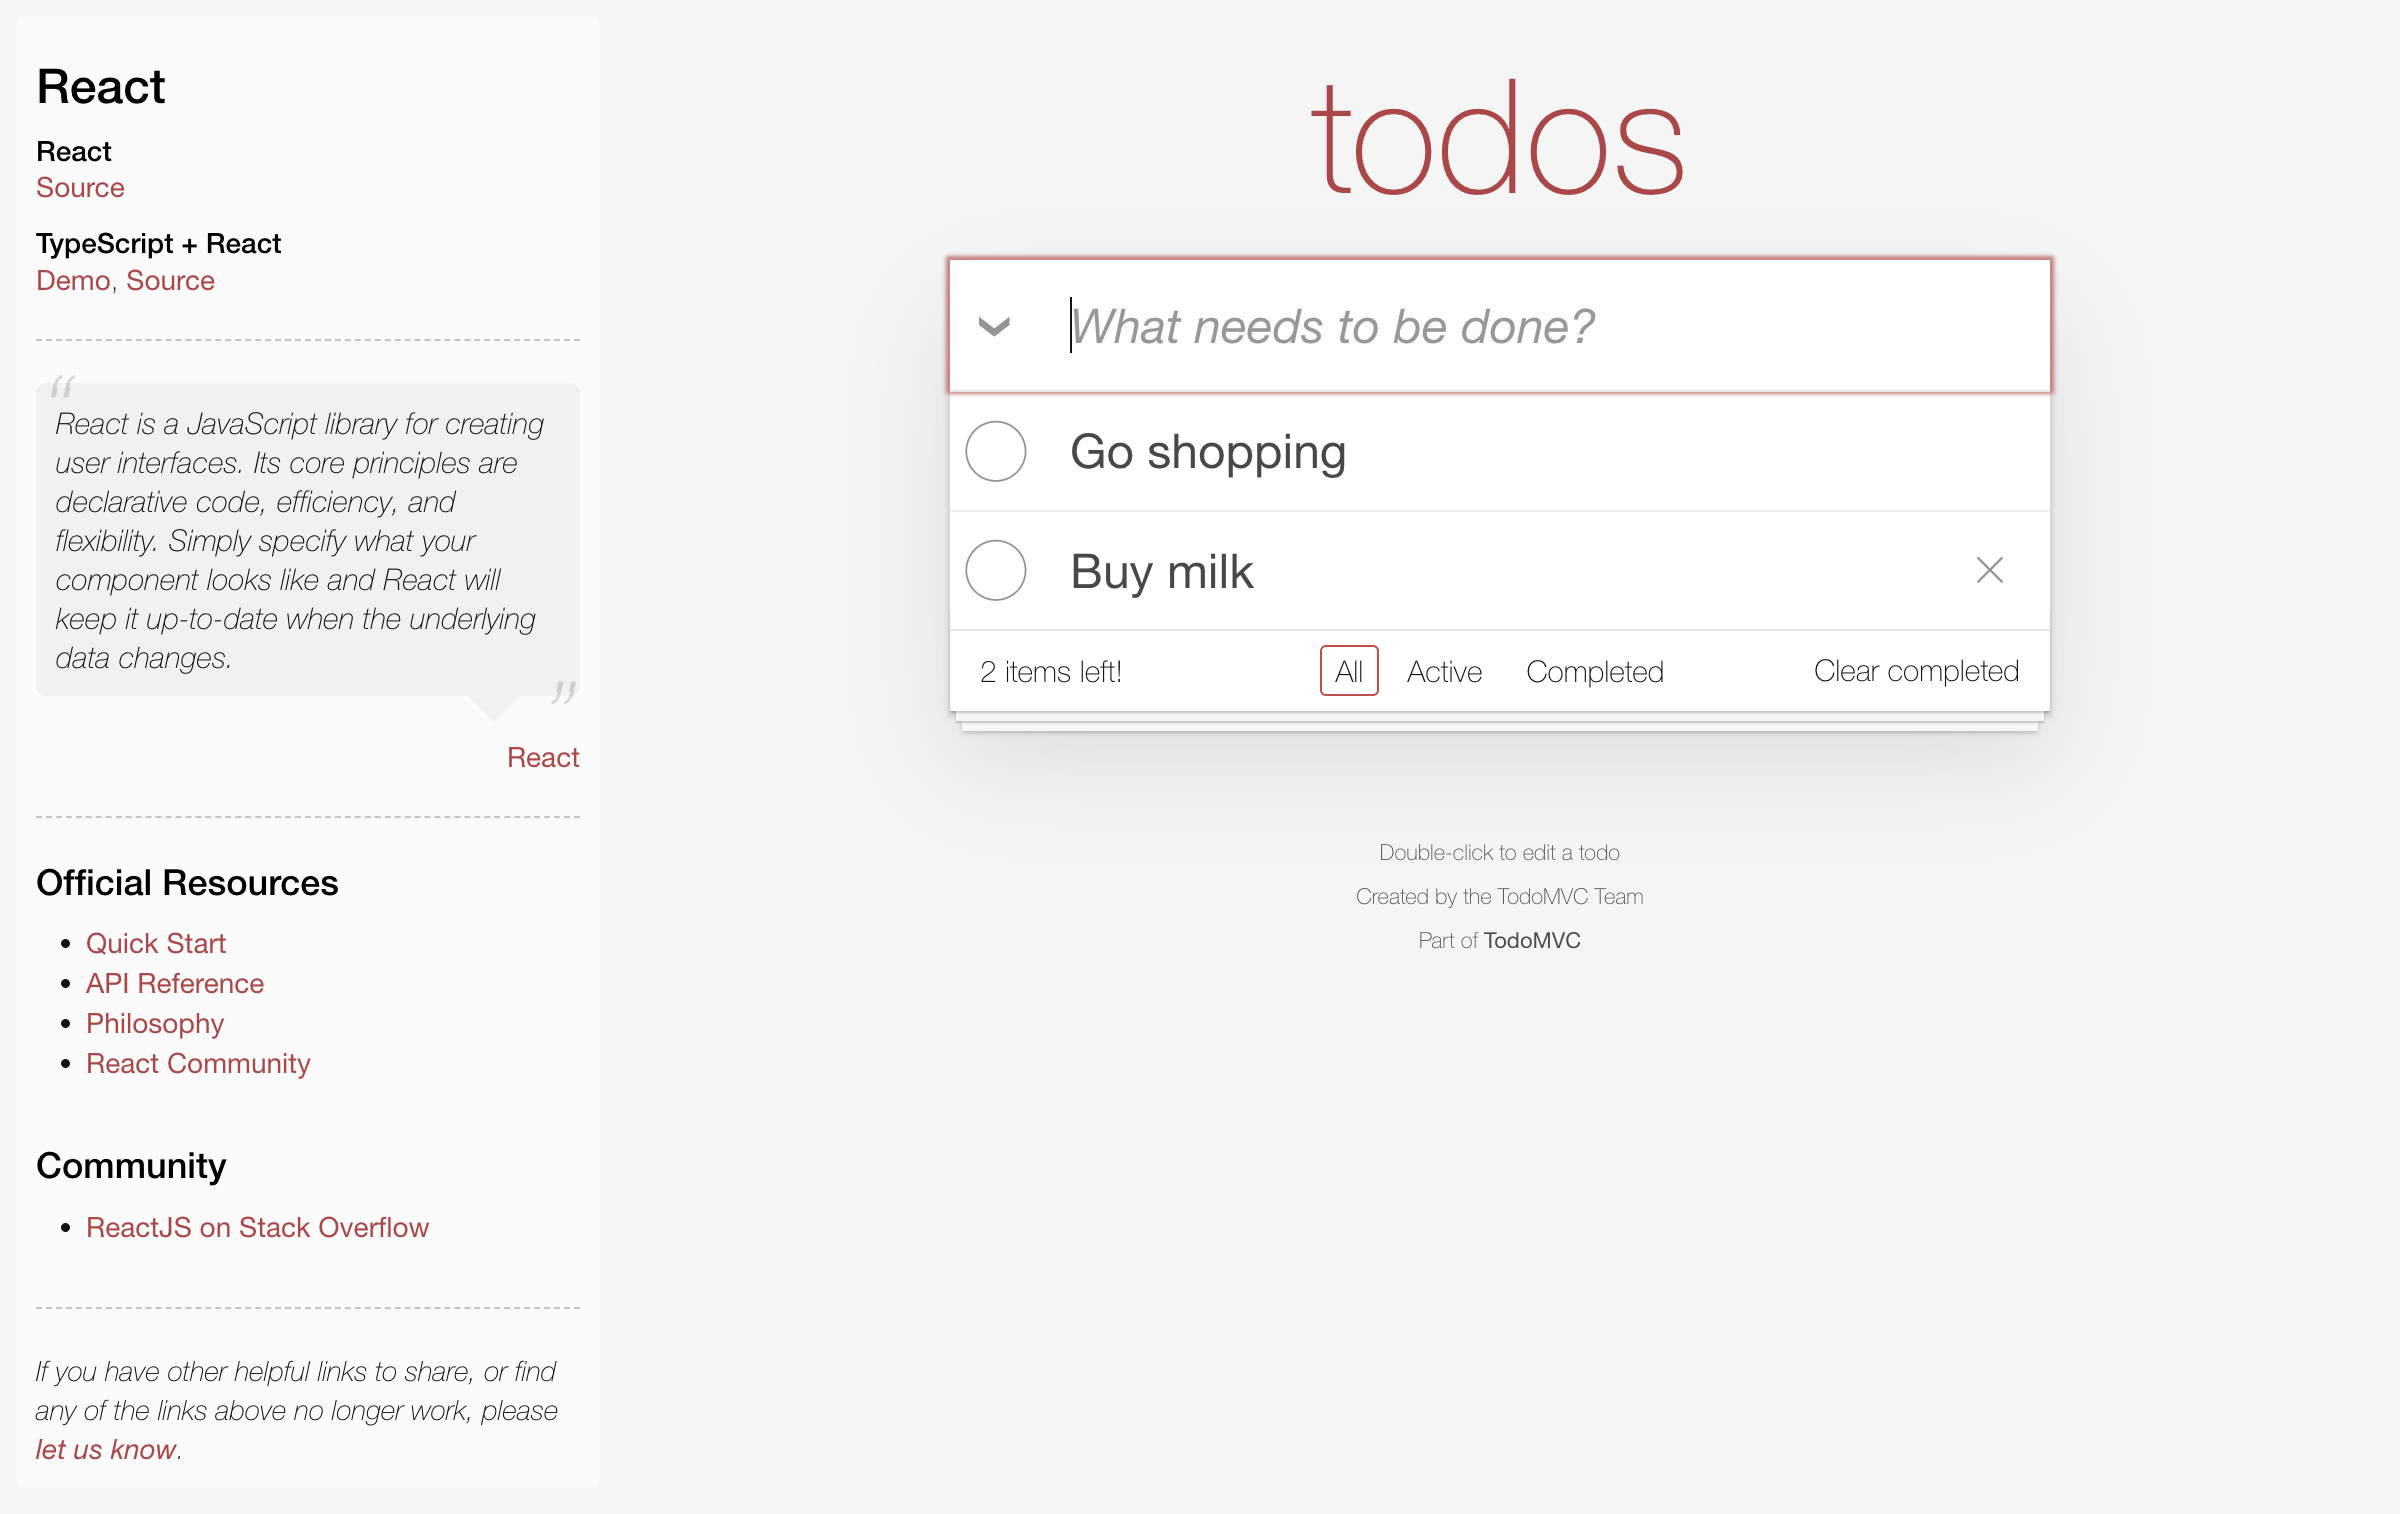 React
React
Source
TypeScript + React
Demo, Source
“
React is a JavaScript library for creating
user interfaces. Its core principles are
declarative code, efficiency, and
flexibility. Simply specify what your
component looks like and React will
keep it up-to-date when the underlying
data changes.
”
React
Official Resources
• Quick Start
• API Reference
• Philosophy
• React Community
Community
• ReactJS on Stack Overflow
If you have other helpful links to share, or find
any of the links above no longer work, please
let us know.
todos
What needs to be done?
Go shopping
Buy milk
2 items left! All Active Completed Clear completed
Double-click to edit a todo
Created by the TodoMVC Team
Part of TodoMVC